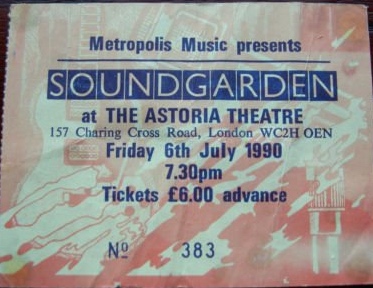 Metropolis Music presents
SOUNDGARDEN
at THE ASTORIA THEATRE
157 Charing Cross Road, London WC2H OEN
Friday 6th July 1990
7.30pm
Tickets £6.00 advance
Nº 383